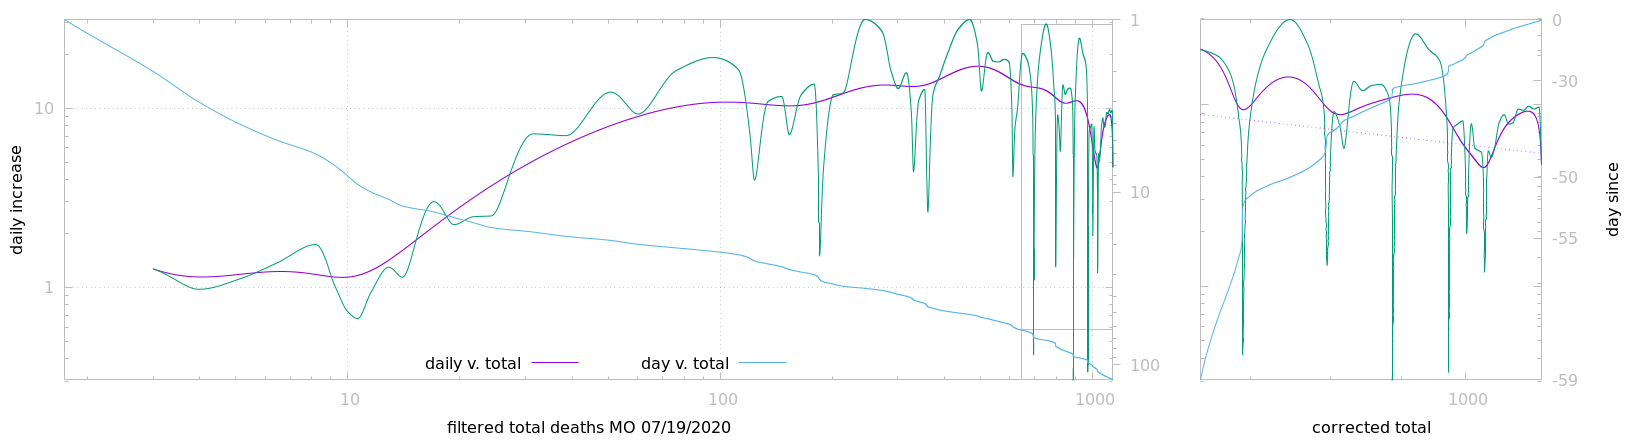 daily increase
10
1
daily v. total
day v. total
10
100
1000
filtered total deaths MO 07/19/2020
1
10
100
0
-30
-50
-55
-59
day since
1000
corrected total